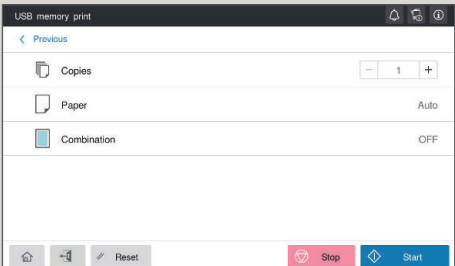 USB memory print
Previous
Copies
1
Paper
Auto
Combination
OFF
Reset
Stop
Start